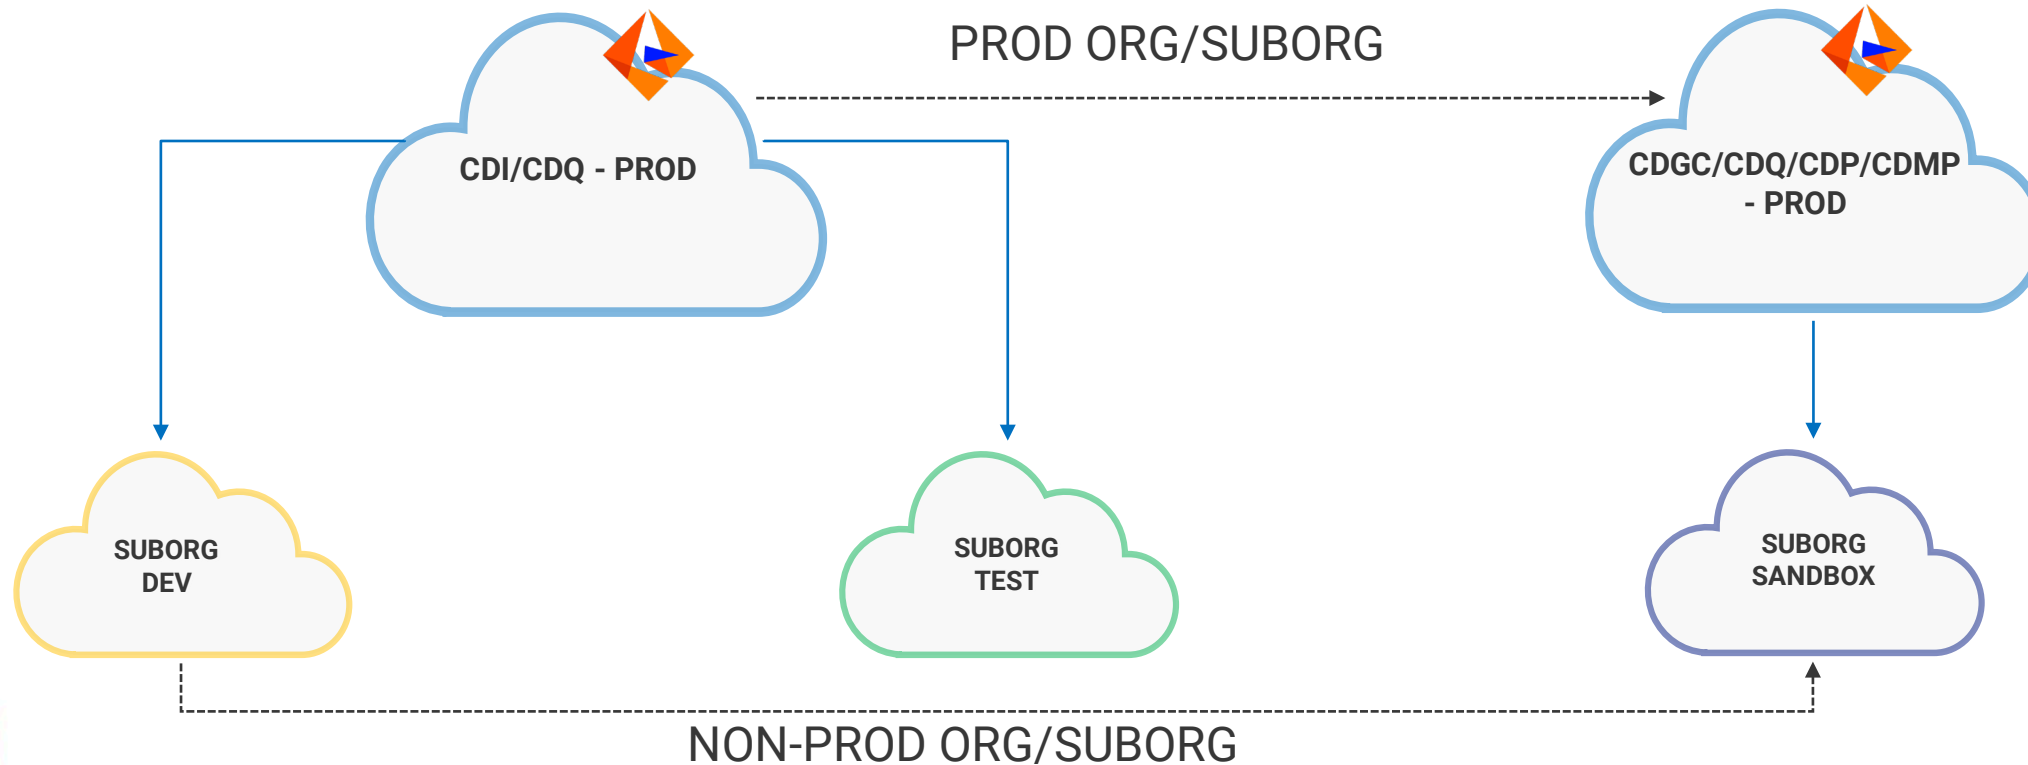 PROD ORG/SUBORG
CDI/CDQ - PROD
CDGC/CDQ/CDP/CDMP
- PROD
SUBORG
DEV
SUBORG
TEST
SUBORG
SANDBOX
NON-PROD ORG/SUBORG